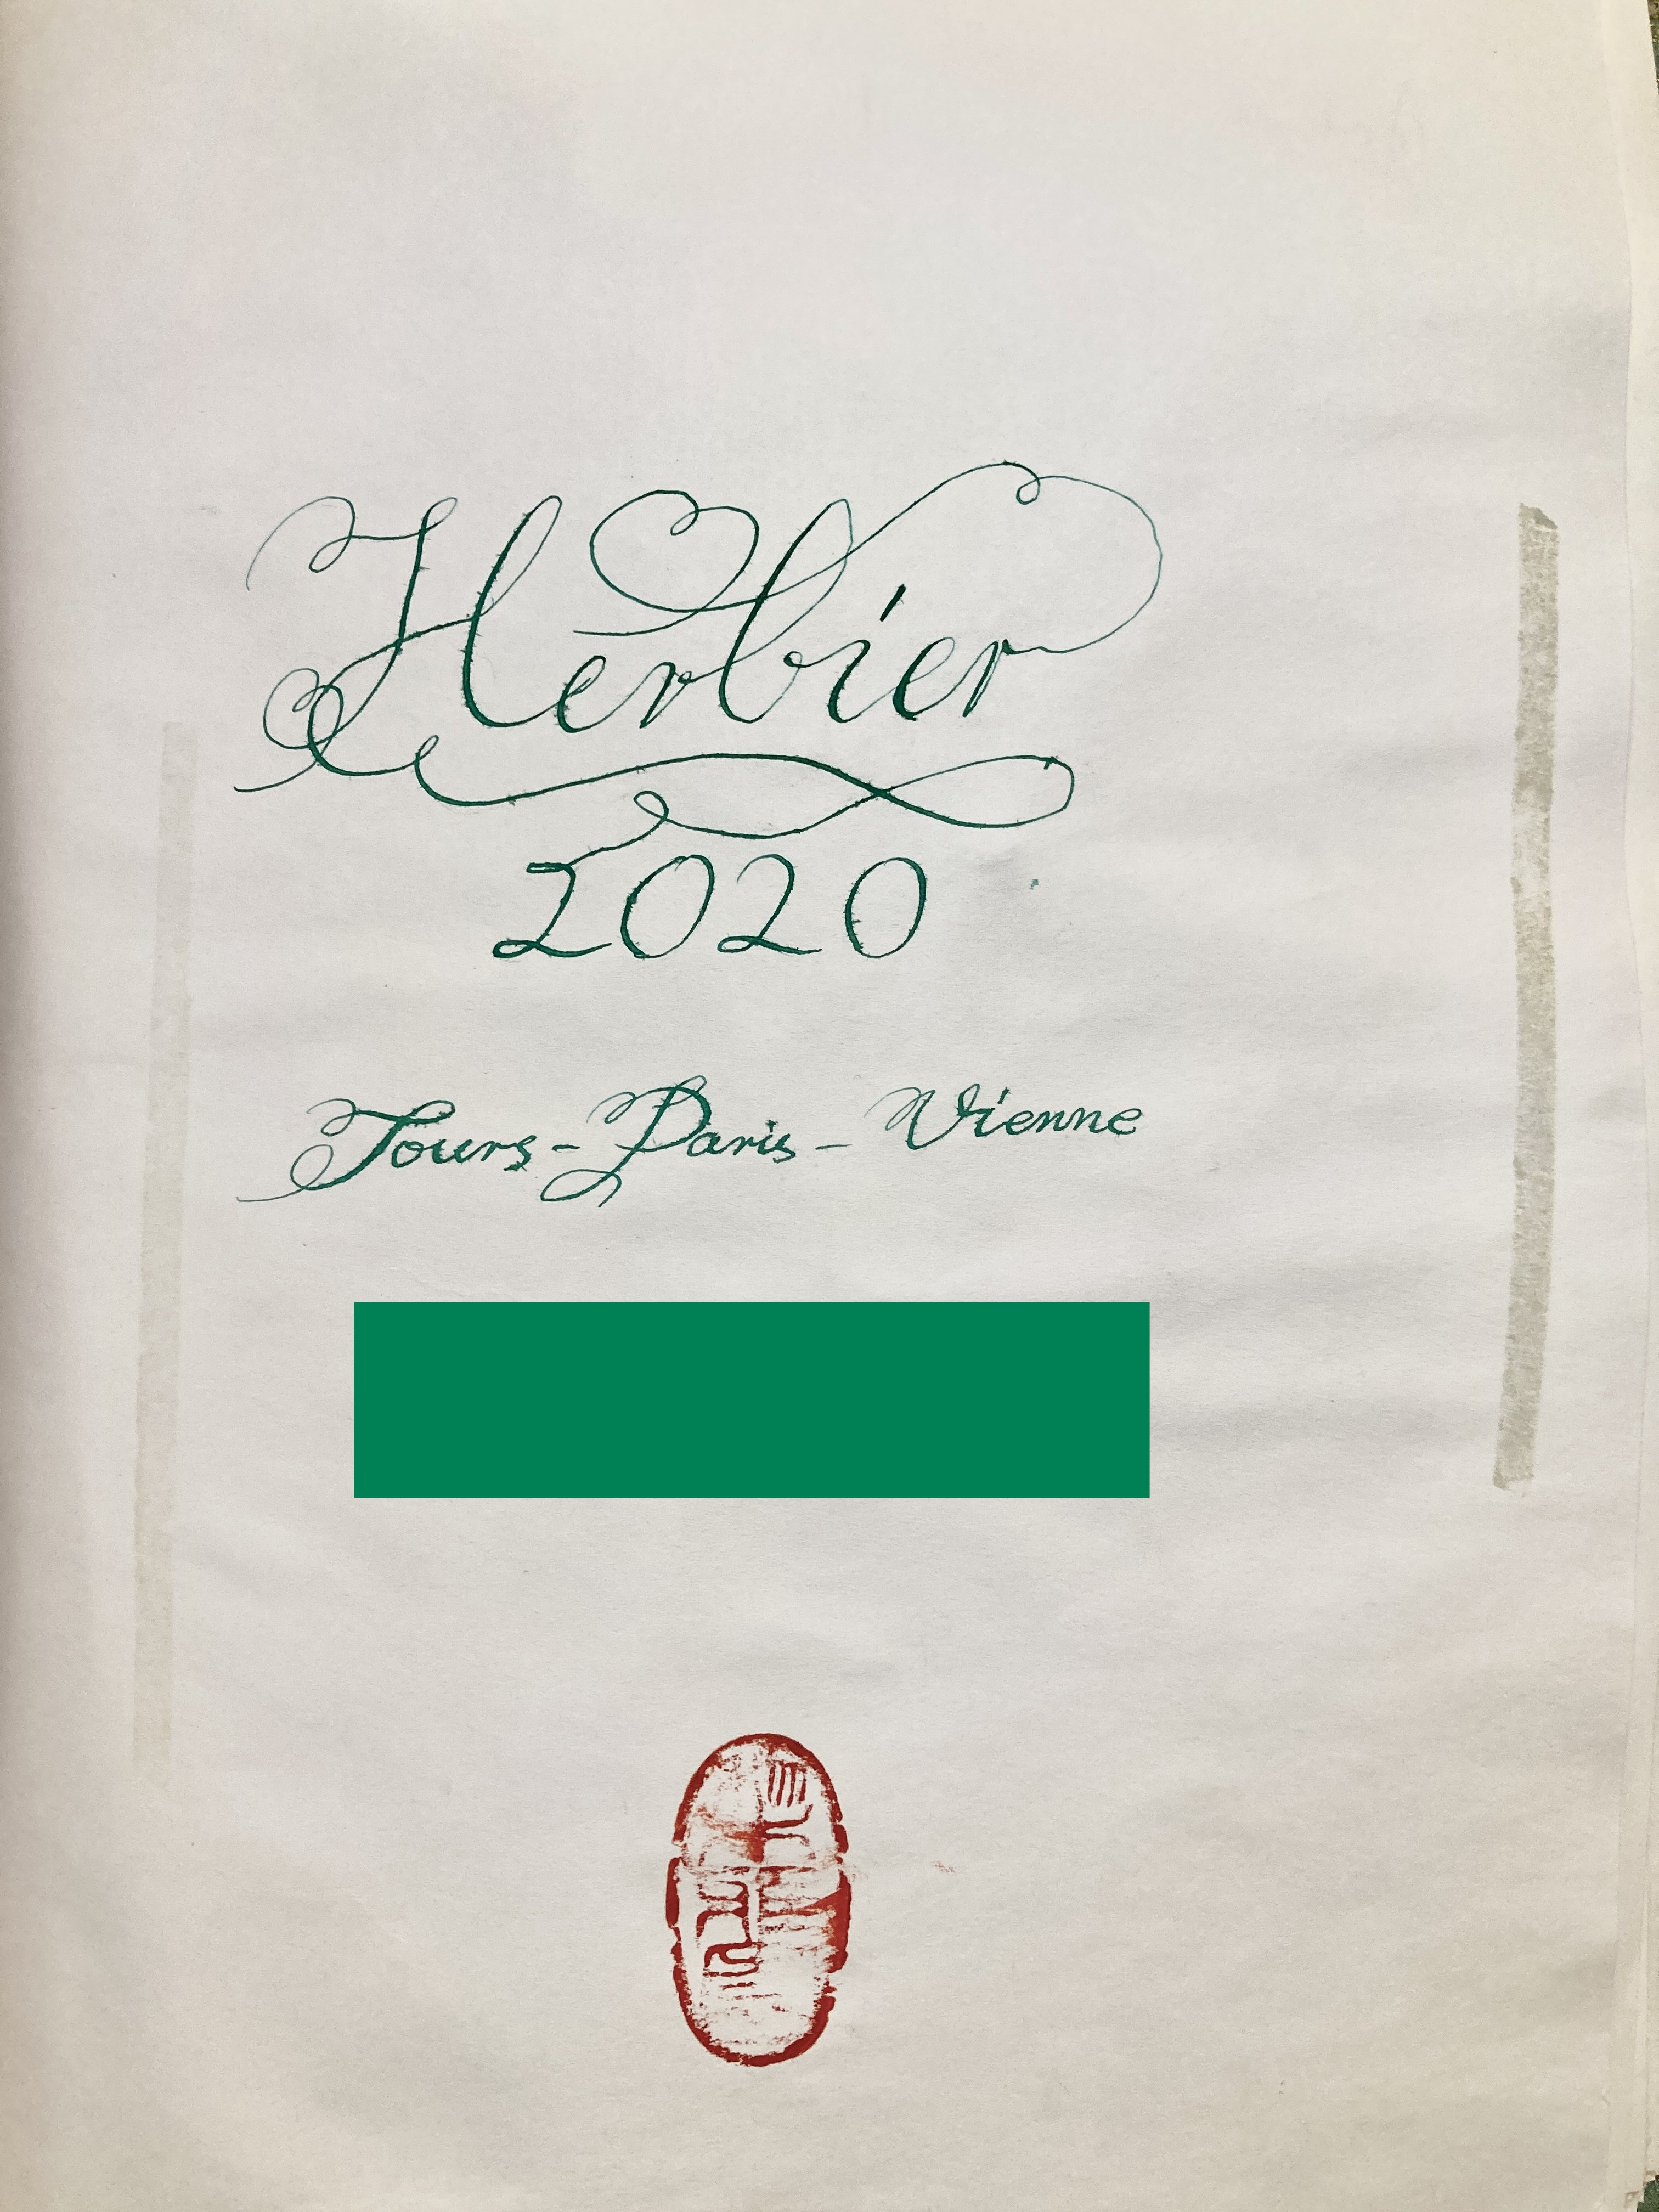 Herbier
2020
Tours - Paris - Vienne